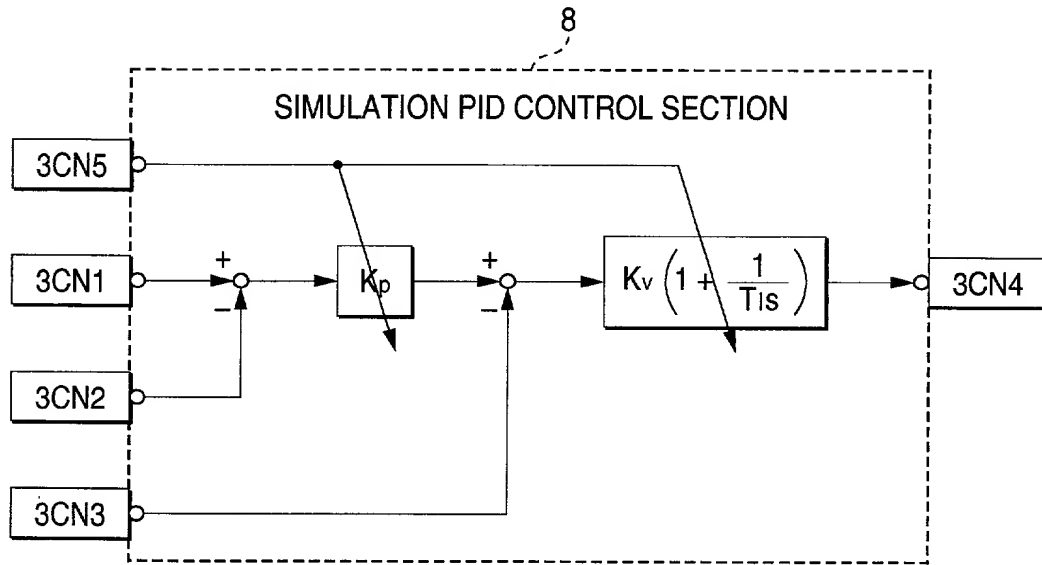 8
SIMULATION PID CONTROL SECTION
3CN5
3CN1
+
−
Kp
+
−
Kv (1 + 1/TIs)
3CN4
3CN2
3CN3